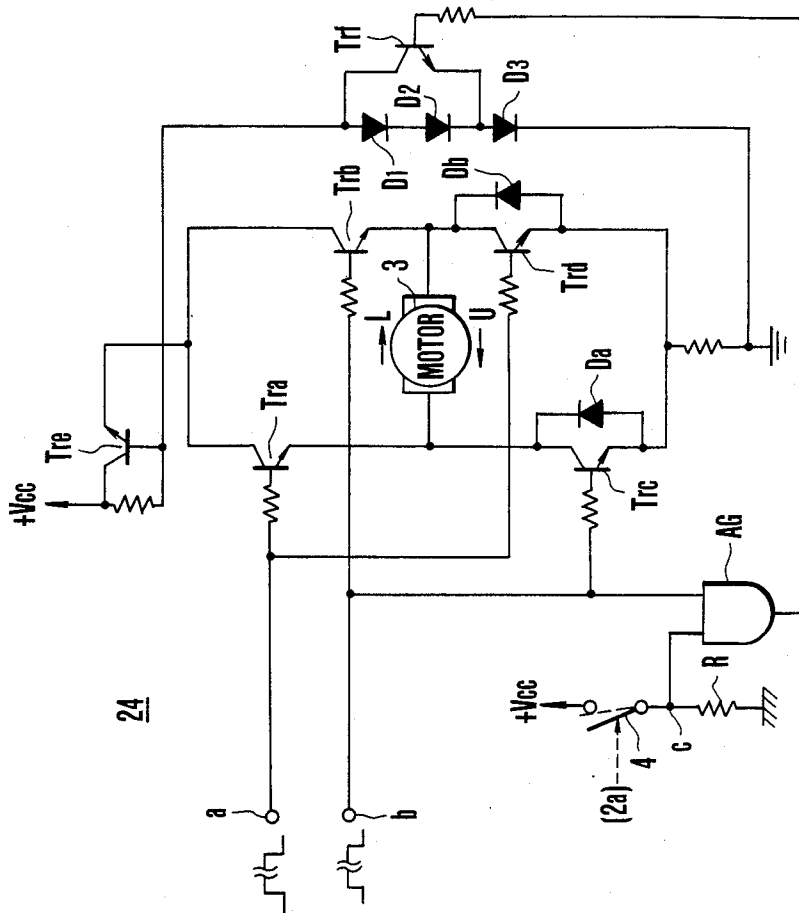 24
+Vcc
Tre
Tra
Trb
Trf
D1
D2
D3
L
3
MOTOR
U
Db
Trd
Da
Trc
a
b
+Vcc
(2a)
4
c
R
AG